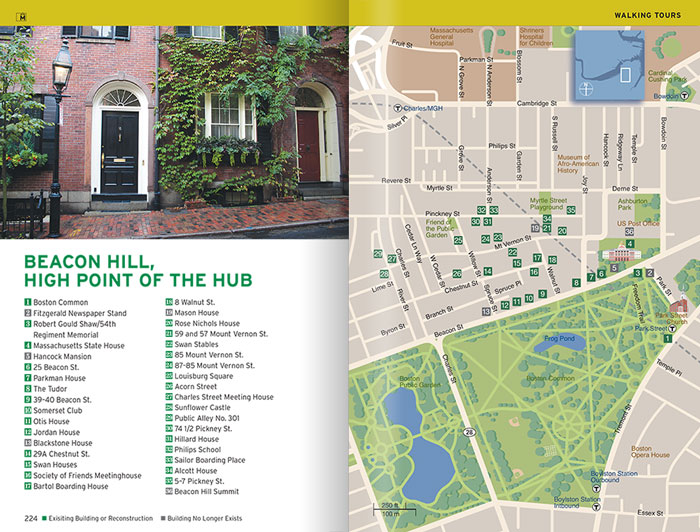 WALKING TOURS
BEACON HILL,
HIGH POINT OF THE HUB
1 Boston Common
2 Fitzgerald Newspaper Stand
3 Robert Gould Shaw/54th
Regiment Memorial
4 Massachusetts State House
5 Hancock Mansion
6 25 Beacon St.
7 Parkman House
8 The Tudor
9 39-40 Beacon St.
10 Somerset Club
11 Otis House
12 Jordan House
13 Blackstone House
14 29A Chestnut St.
15 Swan Houses
16 Society of Friends Meetinghouse
17 Bartol Boarding House
18 8 Walnut St.
19 Mason House
20 Rose Nichols House
21 59 and 57 Mount Vernon St.
22 Swan Stables
23 85 Mount Vernon St.
24 87-85 Mount Vernon St.
25 Louisburg Square
26 Acorn Street
27 Charles Street Meeting House
28 Sunflower Castle
29 Public Alley No. 301
30 74 1/2 Pickney St.
31 Hillard House
32 Philips School
33 Sailor Boarding Place
34 Alcott House
35 5-7 Pickney St.
36 Beacon Hill Summit
224 Exisiting Building or Reconstruction Building No Longer Exists
Fruit St
Massachusetts
General
Hospital
Shriners
Hospital
for Children
Parkman St
N Grove St
N Anderson St
Blossom St
Cambridge St
Cardinal
Cushing Park
Bowdoin
N
Charles/MGH
Silver Pl
Grove St
Philips St
Anderson St
Garden St
S Russell St
Joy St
Hancock St
Ridgeway Ln
Temple St
Bowdoin St
Museum of
Afro-American
History
Revere St
Myrtle St
Derne St
Myrtle Street
Playground
Ashburton
Park
US Post Office
Pinckney St
Friend of
the Public
Garden
Mt Vernon St
Cedar Ln Way
Charles St
W Cedar St
Willow St
Chestnut St
Spruce St
Spruce Pl
Walnut St
Lime St
River St
Branch St
Byron St
Beacon St
Park St
Freedom Trail
Park Street
Church
Park Street
Temple Pl
Frog Pond
Boston Common
Boston
Public Garden
Charles St
28
Tremont St
Boston
Opera House
Boylston Station
Outbound
Boylston Station
Inbound
Essex St
250 ft
100 m